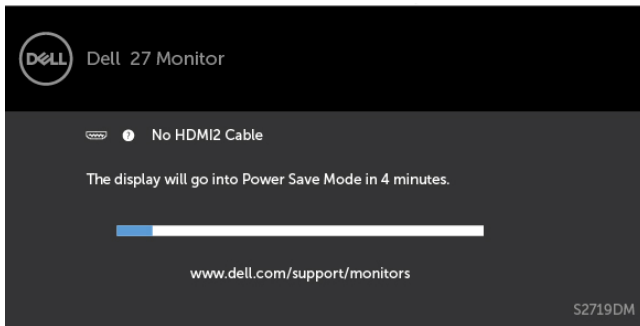 DELL
Dell 27 Monitor
? No HDMI2 Cable
The display will go into Power Save Mode in 4 minutes.
www.dell.com/support/monitors
S2719DM